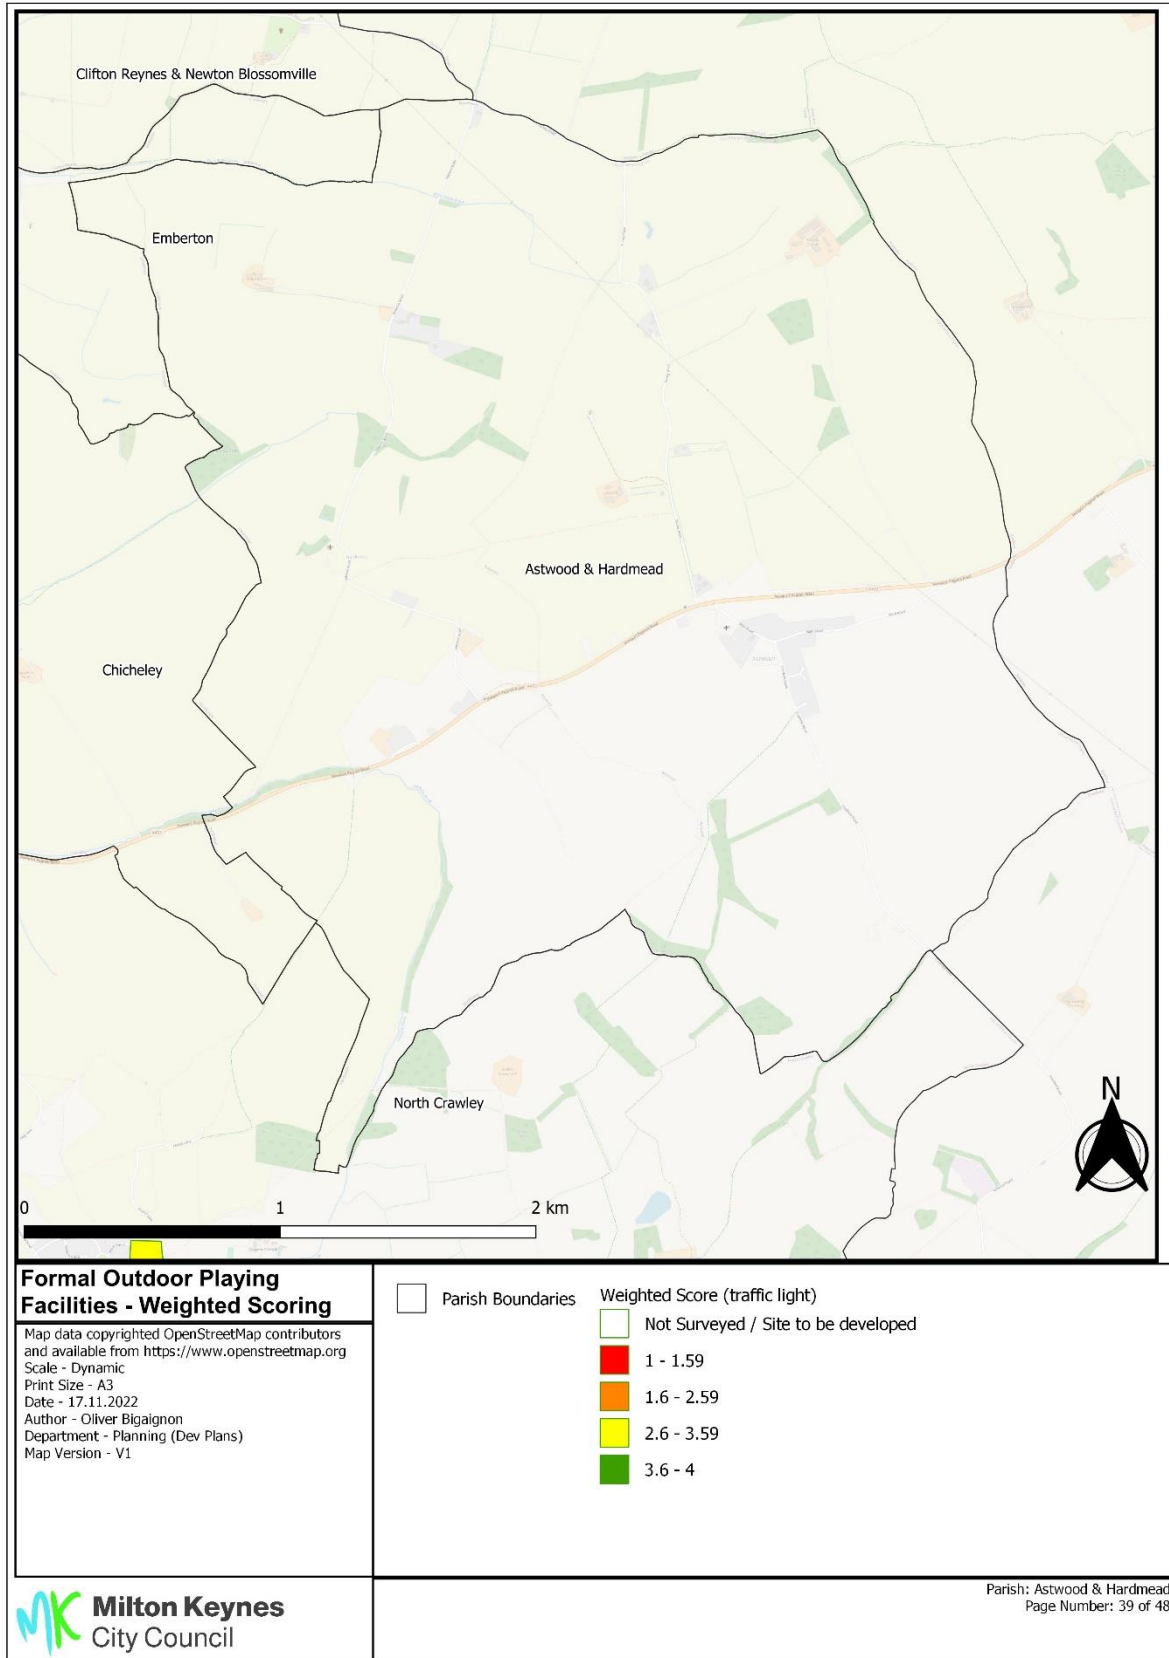 Clifton Reynes & Newton Blossomville
Emberton
Astwood & Hardmead
Chicheley
North Crawley
N
0 1 2 km
Formal Outdoor Playing
Facilities - Weighted Scoring
Map data copyrighted OpenStreetMap contributors
and available from https://www.openstreetmap.org
Scale - Dynamic
Print Size - A3
Date - 17.11.2022
Author - Oliver Bigaignon
Department - Planning (Dev Plans)
Map Version - V1
Parish Boundaries
Weighted Score (traffic light)
Not Surveyed / Site to be developed
1 - 1.59
1.6 - 2.59
2.6 - 3.59
3.6 - 4
MK Milton Keynes
City Council
Parish: Astwood & Hardmead
Page Number: 39 of 48